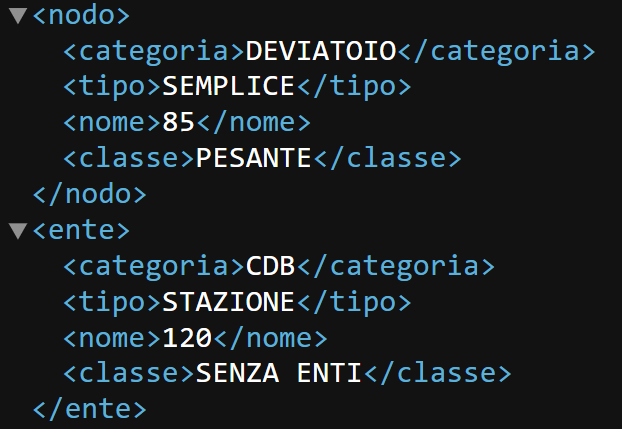 <nodo>
<categoria>DEVIATOIO</categoria>
<tipo>SEMPLICE</tipo>
<nome>85</nome>
<classe>PESANTE</classe>
</nodo>
<ente>
<categoria>CDB</categoria>
<tipo>STAZIONE</tipo>
<nome>120</nome>
<classe>SENZA ENTI</classe>
</ente>